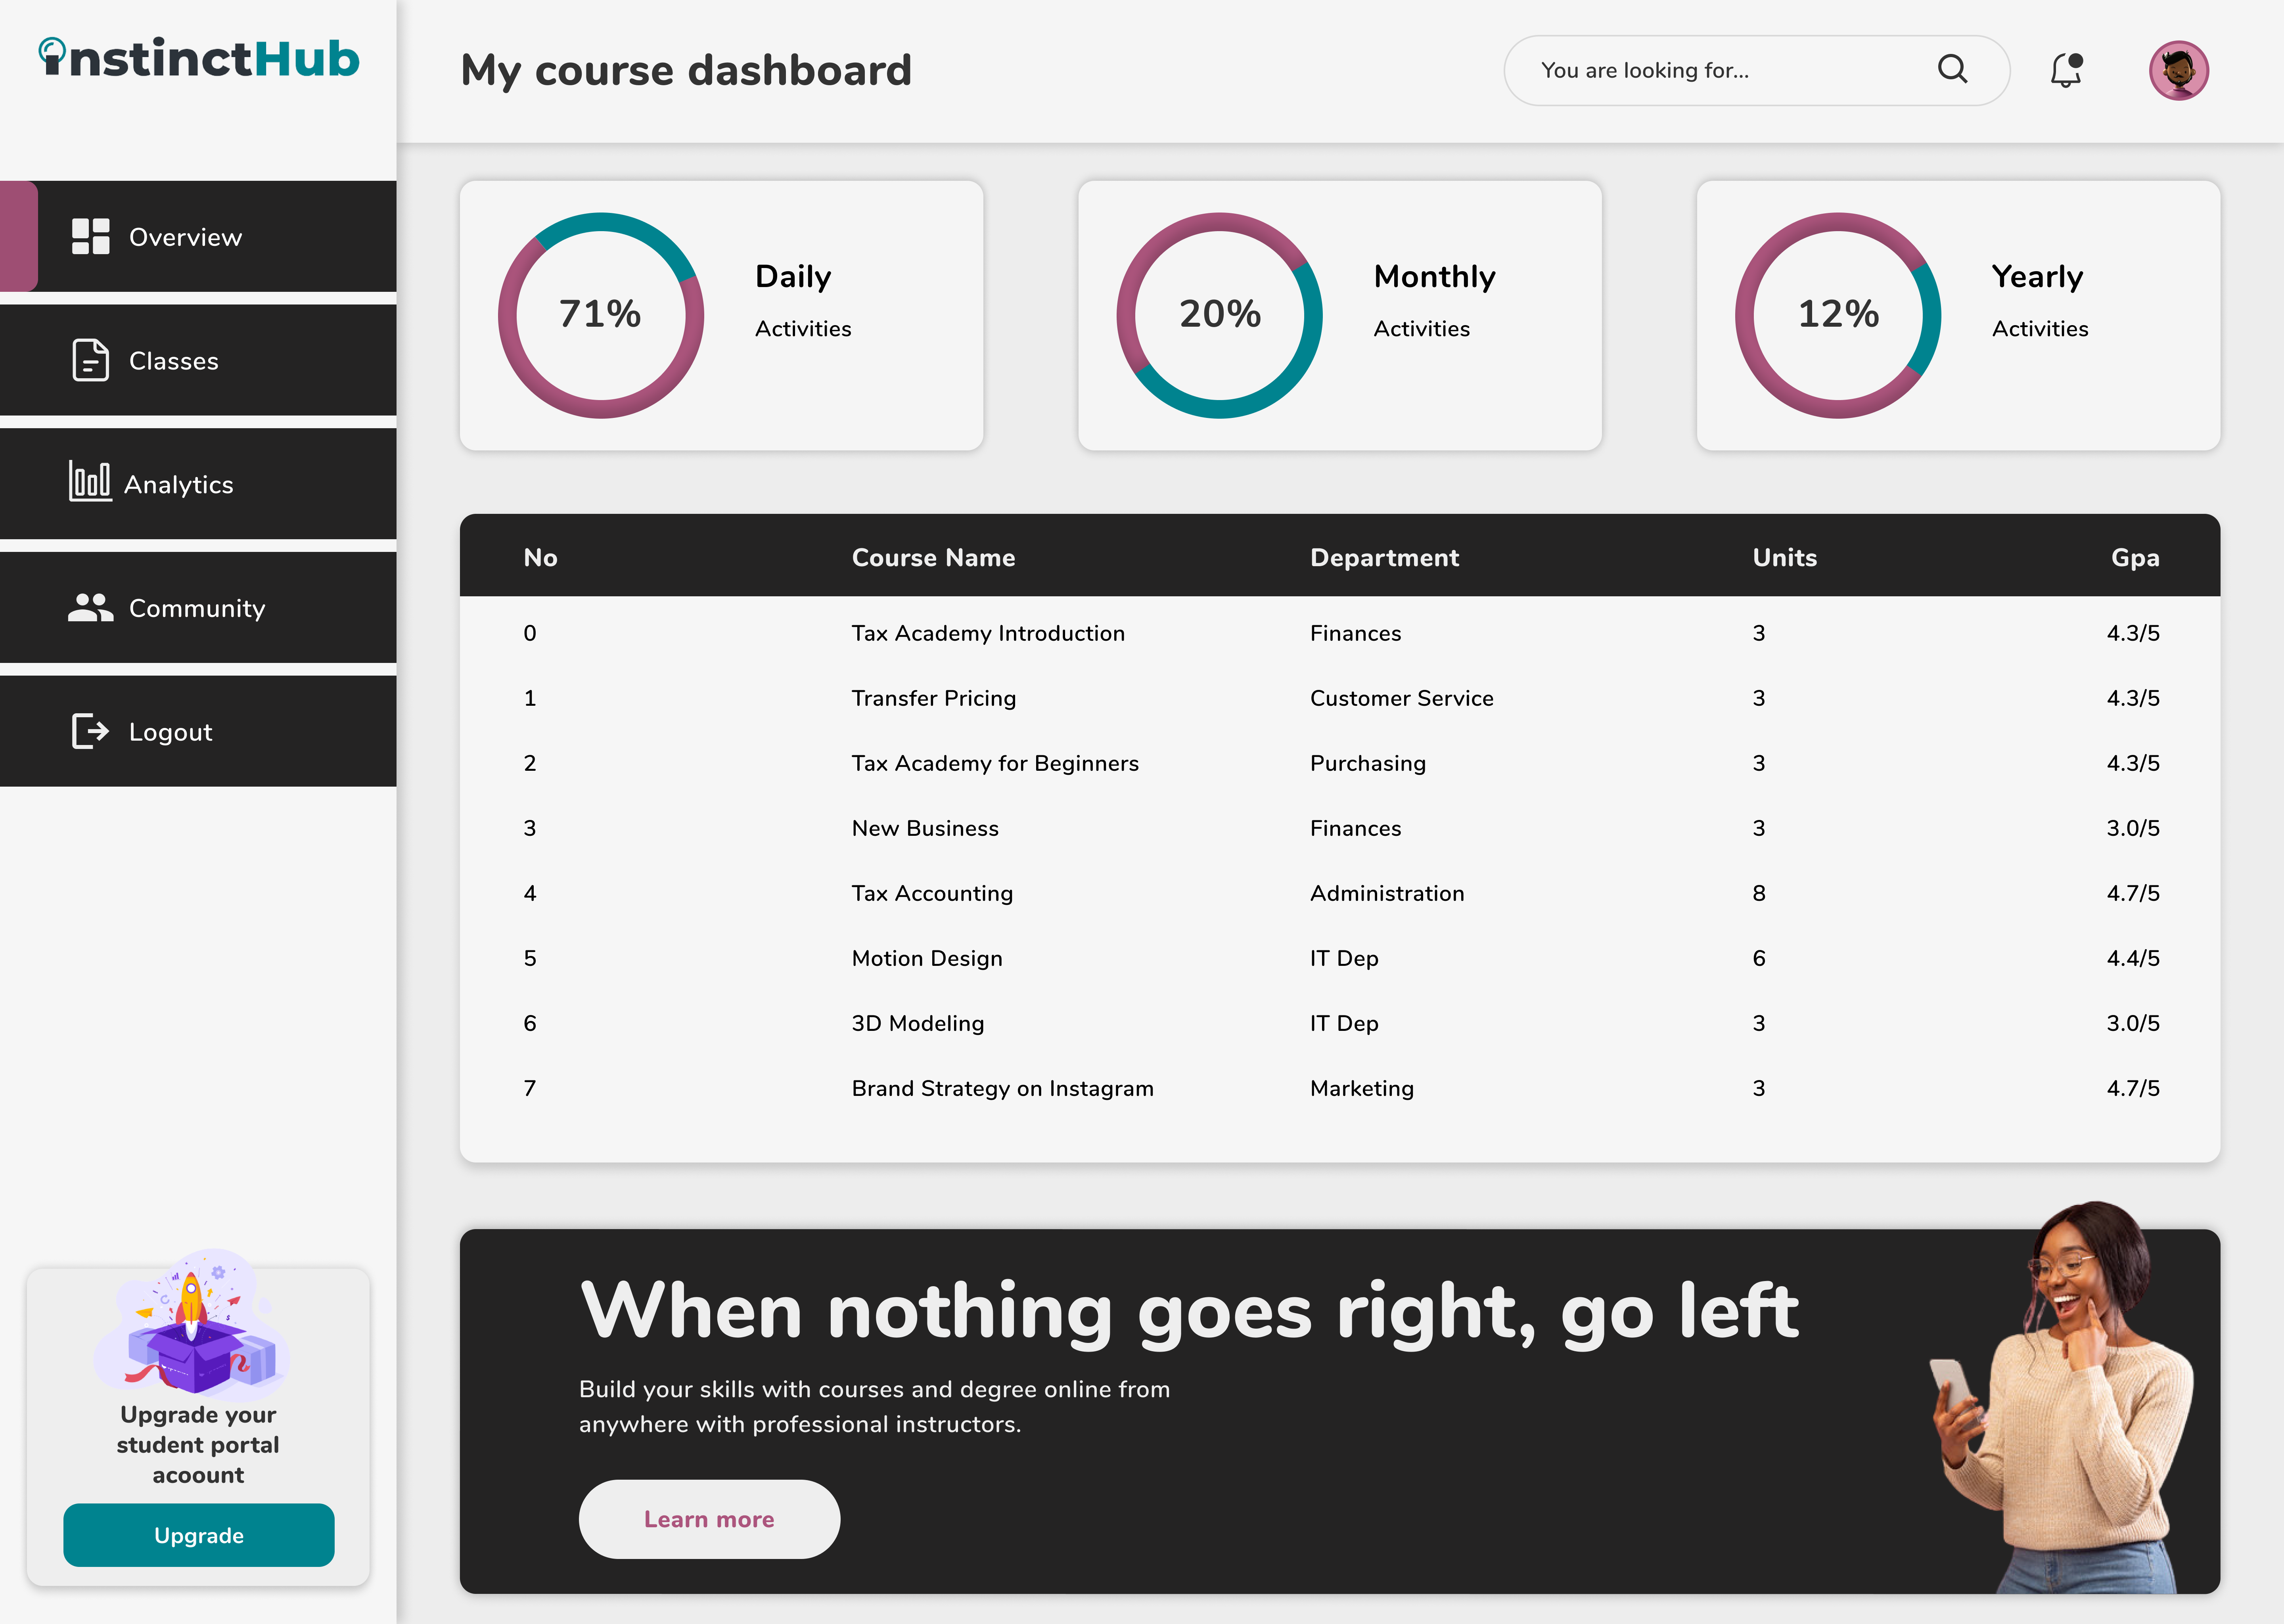 instinctHub
My course dashboard
You are looking for...
Overview
Classes
Analytics
Community
Logout
71%
Daily
Activities
20%
Monthly
Activities
12%
Yearly
Activities
No Course Name Department Units Gpa
0 Tax Academy Introduction Finances 3 4.3/5
1 Transfer Pricing Customer Service 3 4.3/5
2 Tax Academy for Beginners Purchasing 3 4.3/5
3 New Business Finances 3 3.0/5
4 Tax Accounting Administration 8 4.7/5
5 Motion Design IT Dep 6 4.4/5
6 3D Modeling IT Dep 3 3.0/5
7 Brand Strategy on Instagram Marketing 3 4.7/5
Upgrade your
student portal
acoount
Upgrade
When nothing goes right, go left
Build your skills with courses and degree online from
anywhere with professional instructors.
Learn more